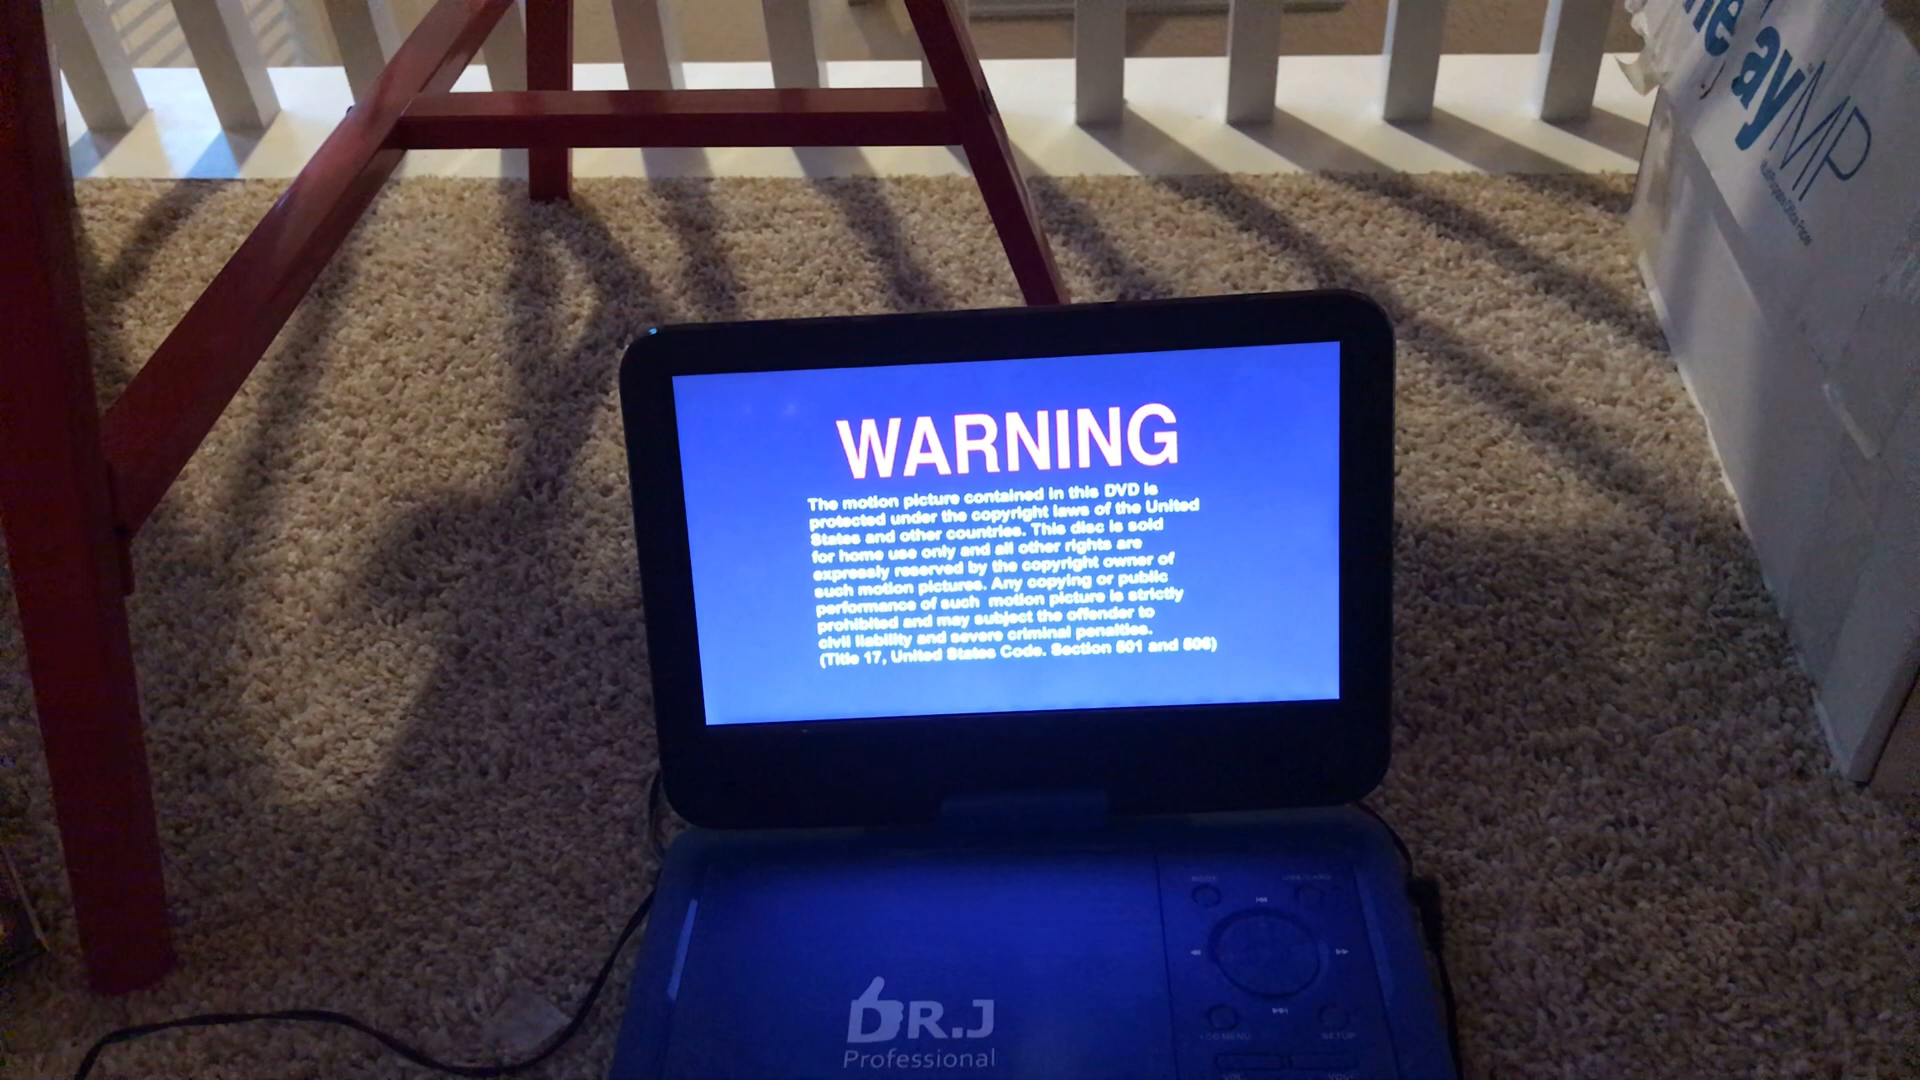 ay MP
WARNING
The motion picture contained in this DVD is
protected under the copyright laws of the United
States and other countries. This disc is sold
for home use only and all other rights are
expressly reserved by the copyright owner of
such motion pictures. Any copying or public
performance of such motion picture is strictly
prohibited and may subject the offender to
civil liability and severe criminal penalties.
(Title 17, United States Code. Section 501 and 506)
MODE
DR.J
Professional
SETUP